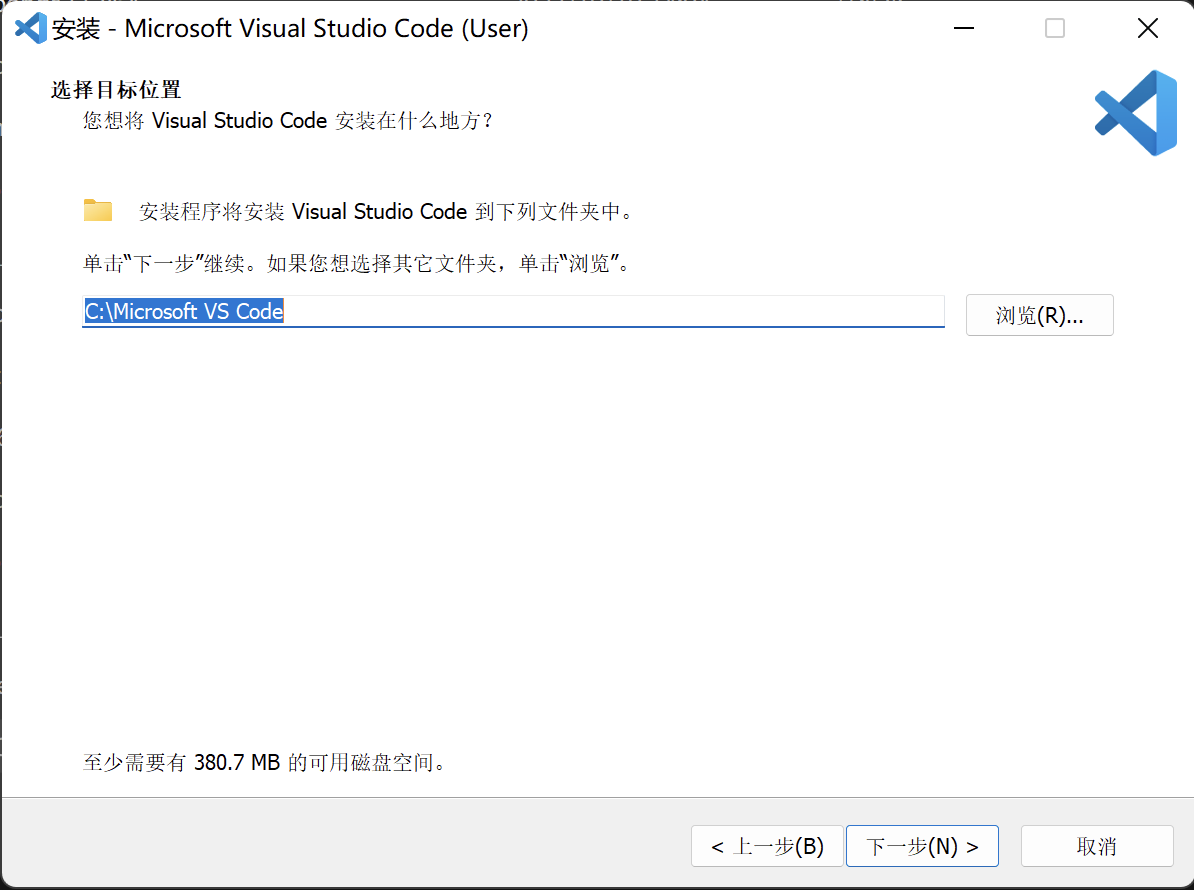 安装 - Microsoft Visual Studio Code (User)
选择目标位置
您想将 Visual Studio Code 安装在什么地方?
安装程序将安装 Visual Studio Code 到下列文件夹中。
单击“下一步”继续。如果您想选择其它文件夹，单击“浏览”。
C:\Microsoft VS Code
浏览(R)...
至少需要有 380.7 MB 的可用磁盘空间。
< 上一步(B)
下一步(N) >
取消